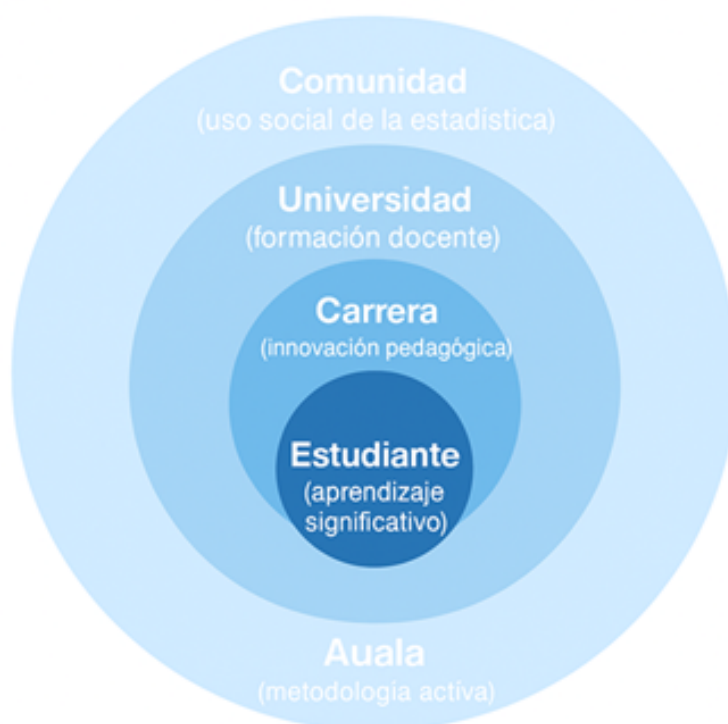 Comunidad
(uso social de la estadística)
Universidad
(formación docente)
Carrera
(innovación pedagógica)
Estudiante
(aprendizaje
significativo)
Auala
(metodología activa)